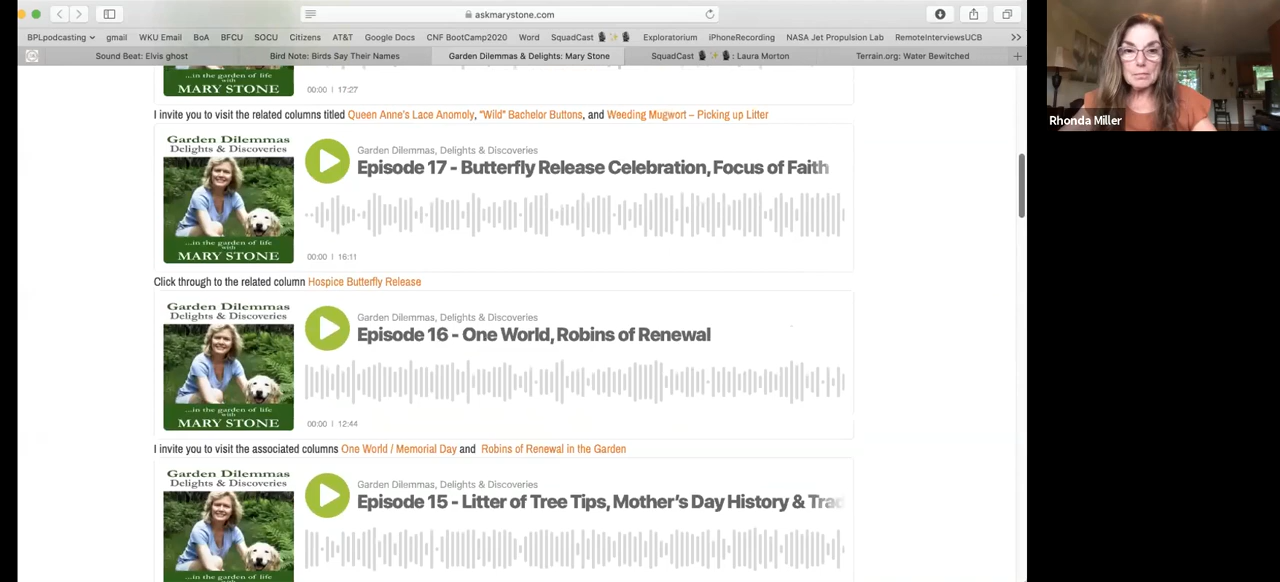 askmarystone.com
BPLpodcasting gmail WKU Email BoA BFCU SOCU Citizens AT&T Google Docs CNF BootCamp2020 Word SquadCast Exploratorium iPhoneRecording NASA Jet Propulsion Lab RemoteInterviewsUCB
Sound Beat: Elvis ghost Bird Note: Birds Say Their Names Garden Dilemmas & Delights: Mary Stone SquadCast : Laura Morton Terrain.org: Water Bewitched
...in the garden of life
with
MARY STONE
00:00 | 17:27
I invite you to visit the related columns titled Queen Anne's Lace Anomoly, "Wild" Bachelor Buttons, and Weeding Mugwort – Picking up Litter
Garden Dilemmas
Delights & Discoveries
...in the garden of life
with
MARY STONE
Garden Dilemmas, Delights & Discoveries
Episode 17 - Butterfly Release Celebration, Focus of Faith
00:00 | 16:11
Click through to the related column Hospice Butterfly Release
Garden Dilemmas
Delights & Discoveries
...in the garden of life
with
MARY STONE
Garden Dilemmas, Delights & Discoveries
Episode 16 - One World, Robins of Renewal
00:00 | 12:44
I invite you to visit the associated columns One World / Memorial Day and Robins of Renewal in the Garden
Garden Dilemmas
Delights & Discoveries
Garden Dilemmas, Delights & Discoveries
Episode 15 - Litter of Tree Tips, Mother's Day History & Trac
Rhonda Miller